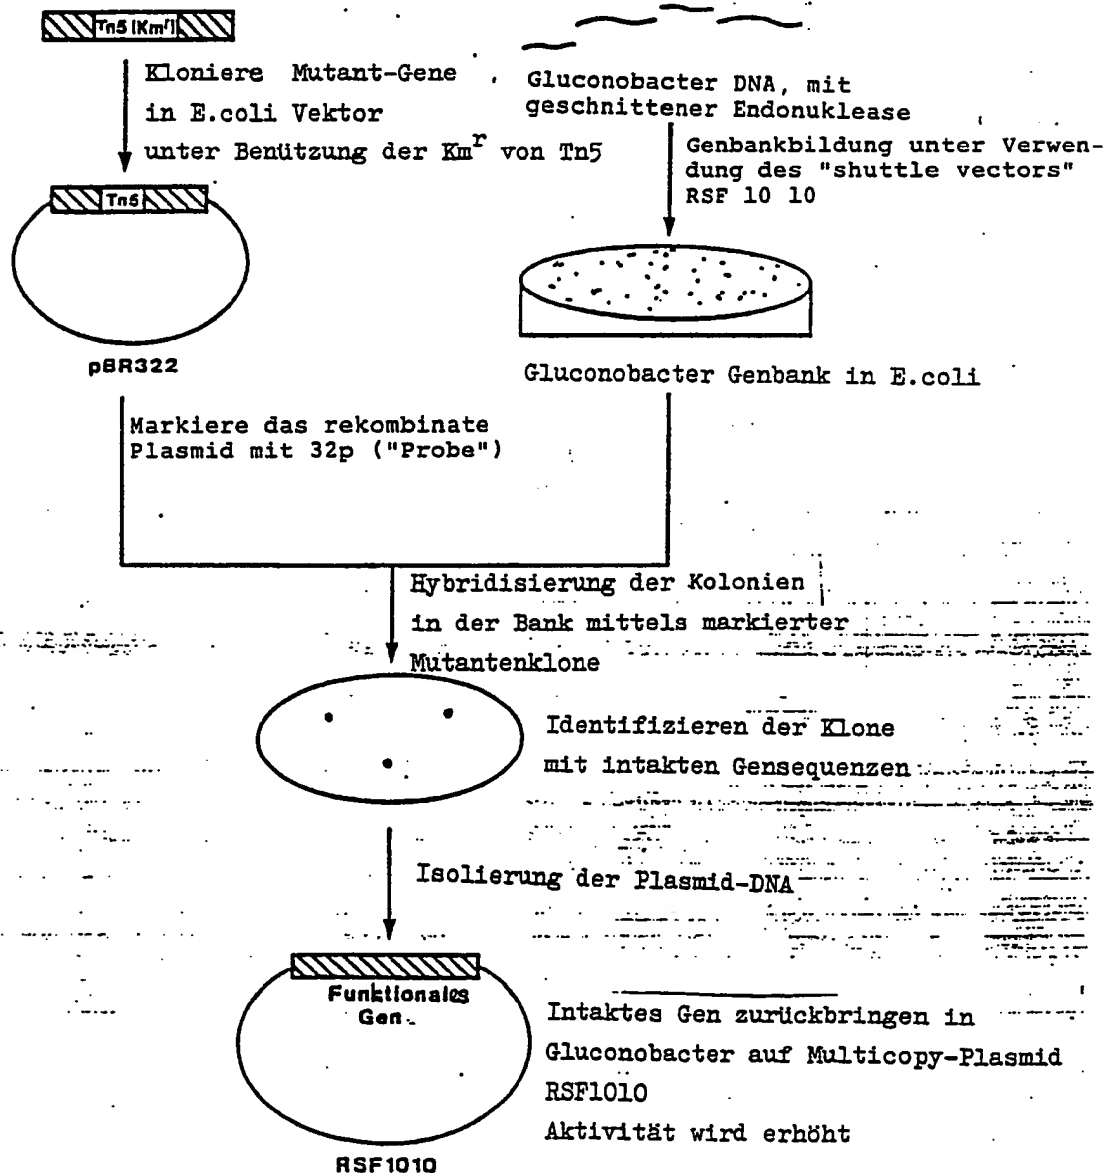 Tn5 (Kmʳ)
Kloniere Mutant-Gene
in E.coli Vektor
unter Benützung der Kmʳ von Tn5
Tn5
pBR322
Gluconobacter DNA, mit
geschnittener Endonuklease
Genbankbildung unter Verwen-
dung des "shuttle vectors"
RSF 10 10
Gluconobacter Genbank in E.coli
Markiere das rekombinate
Plasmid mit 32p ("Probe")
Hybridisierung der Kolonien
in der Bank mittels markierter
Mutantenklone
Identifizieren der Klone
mit intakten Gensequenzen
Isolierung der Plasmid-DNA
Funktionales
Gen
RSF1010
Intaktes Gen zurückbringen in
Gluconobacter auf Multicopy-Plasmid
RSF1010
Aktivität wird erhöht